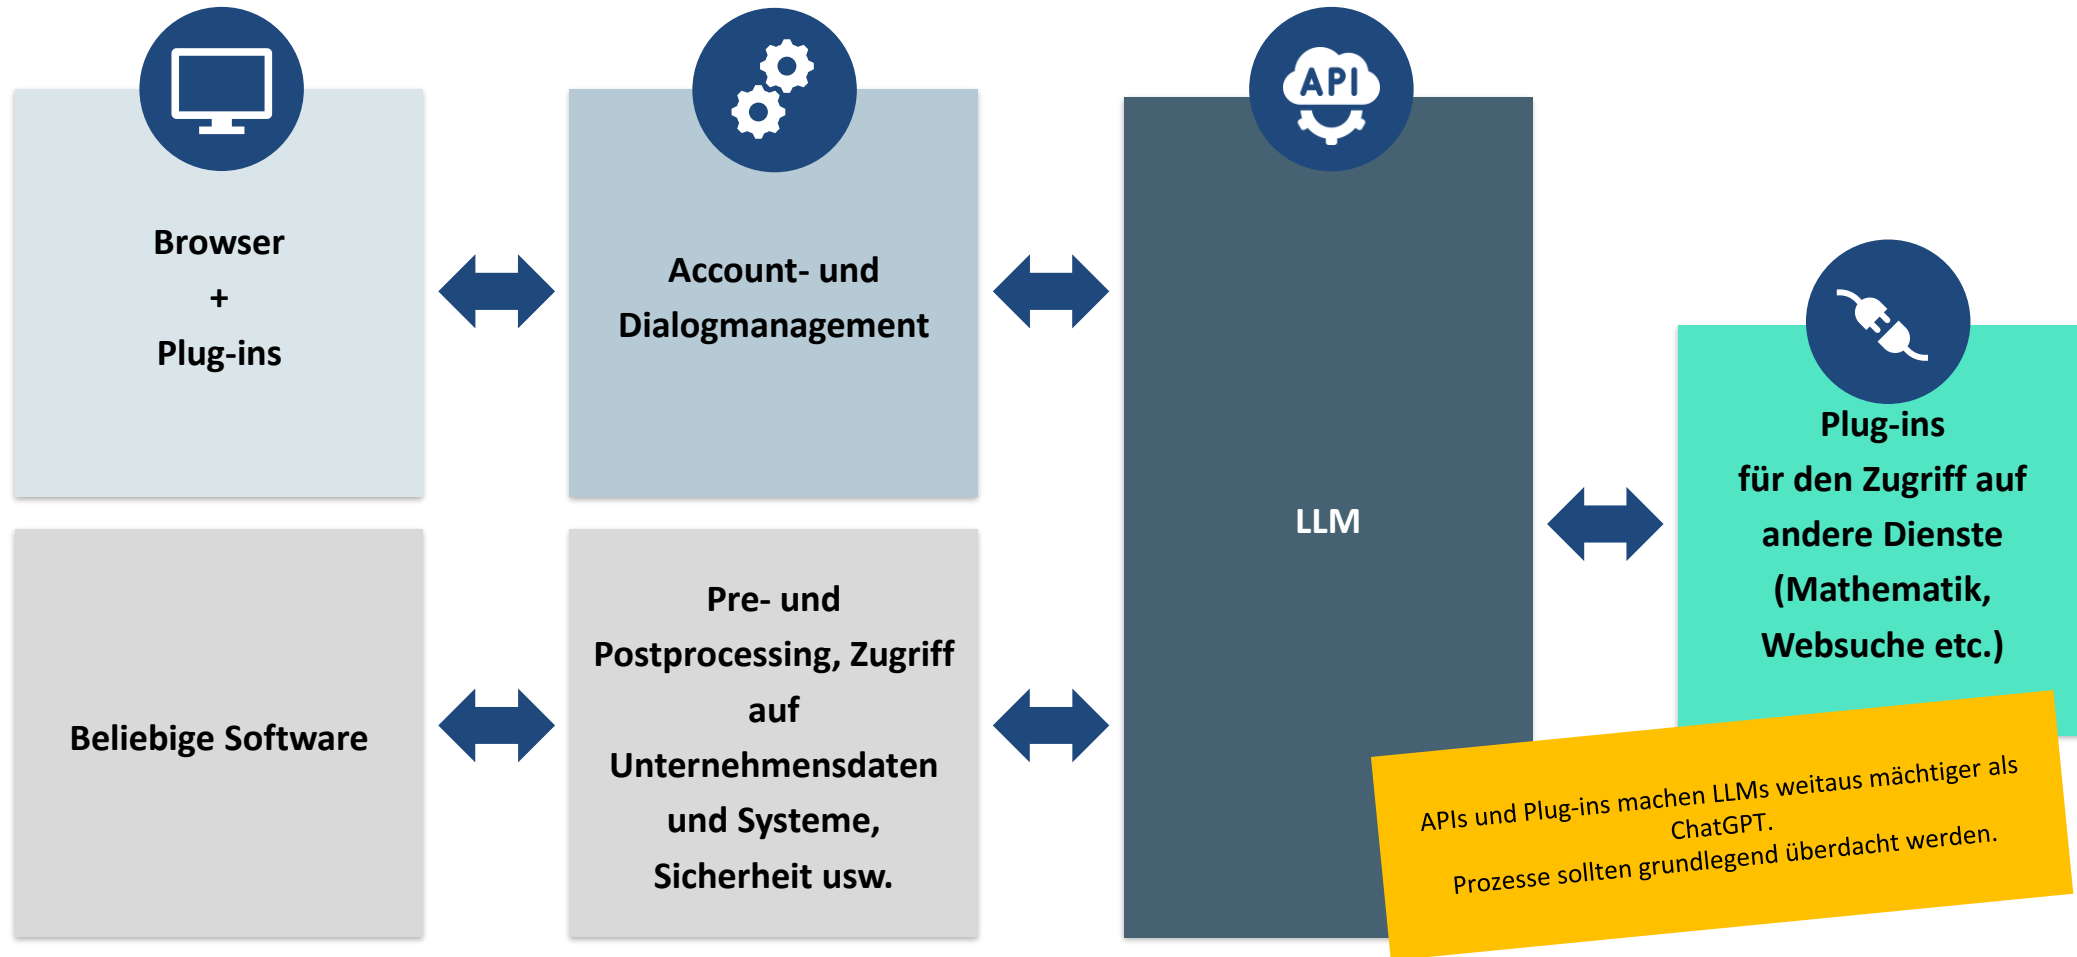 Browser
+
Plug-ins
Account- und
Dialogmanagement
API
LLM
Plug-ins
für den Zugriff auf
andere Dienste
(Mathematik,
Websuche etc.)
Beliebige Software
Pre- und
Postprocessing, Zugriff
auf
Unternehmensdaten
und Systeme,
Sicherheit usw.
APIs und Plug-ins machen LLMs weitaus mächtiger als
ChatGPT.
Prozesse sollten grundlegend überdacht werden.